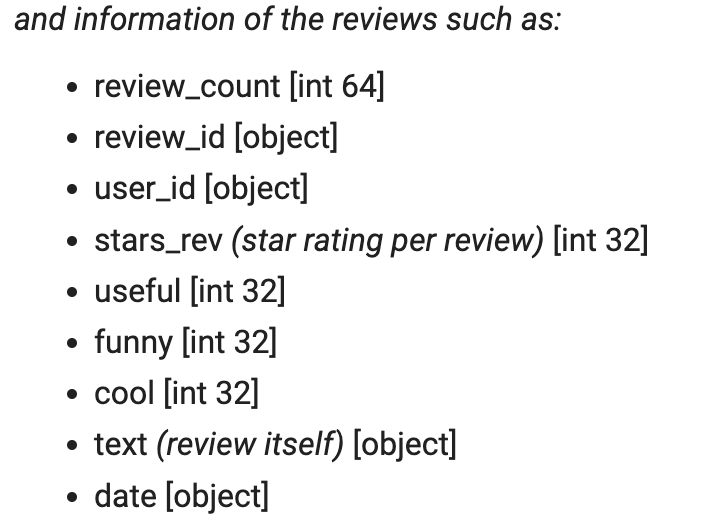 and information of the reviews such as:
• review_count [int 64]
• review_id [object]
• user_id [object]
• stars_rev (star rating per review) [int 32]
• useful [int 32]
• funny [int 32]
• cool [int 32]
• text (review itself) [object]
• date [object]